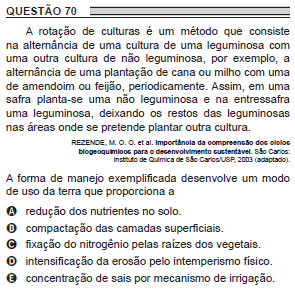 QUESTÃO 70
A rotação de culturas é um método que consiste
na alternância de uma cultura de uma leguminosa com
uma outra cultura de não leguminosa, por exemplo, a
alternância de uma plantação de cana ou milho com uma
de amendoim ou feijão, periodicamente. Assim, em uma
safra planta-se uma não leguminosa e na entressafra
uma leguminosa, deixando os restos das leguminosas
nas áreas onde se pretende plantar outra cultura.
REZENDE, M. O. O. et al. Importância da compreensão dos ciclos
biogeoquímicos para o desenvolvimento sustentável. São Carlos:
Instituto de Química de São Carlos/USP, 2003 (adaptado).
A forma de manejo exemplificada desenvolve um modo
de uso da terra que proporciona a
A redução dos nutrientes no solo.
B compactação das camadas superficiais.
C fixação do nitrogênio pelas raízes dos vegetais.
D intensificação da erosão pelo intemperismo físico.
E concentração de sais por mecanismo de irrigação.